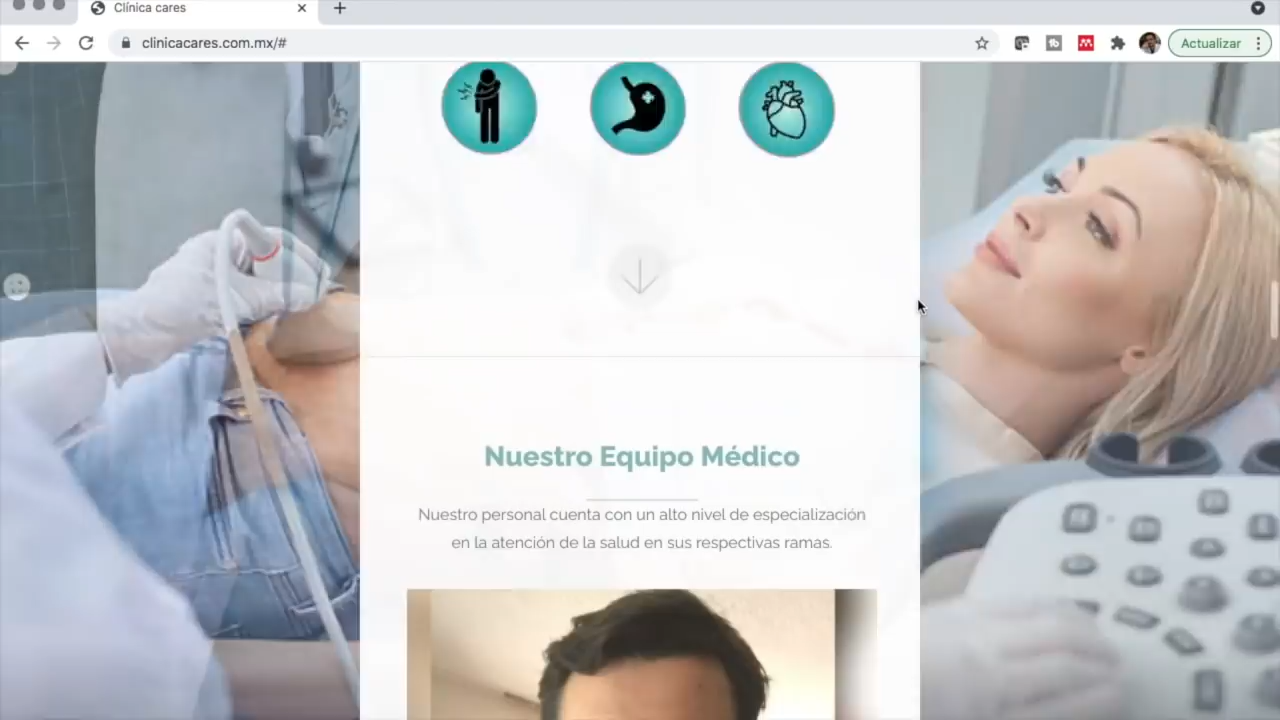 Clínica cares
clinicacares.com.mx/#
Actualizar
Nuestro Equipo Médico
Nuestro personal cuenta con un alto nivel de especialización
en la atención de la salud en sus respectivas ramas.